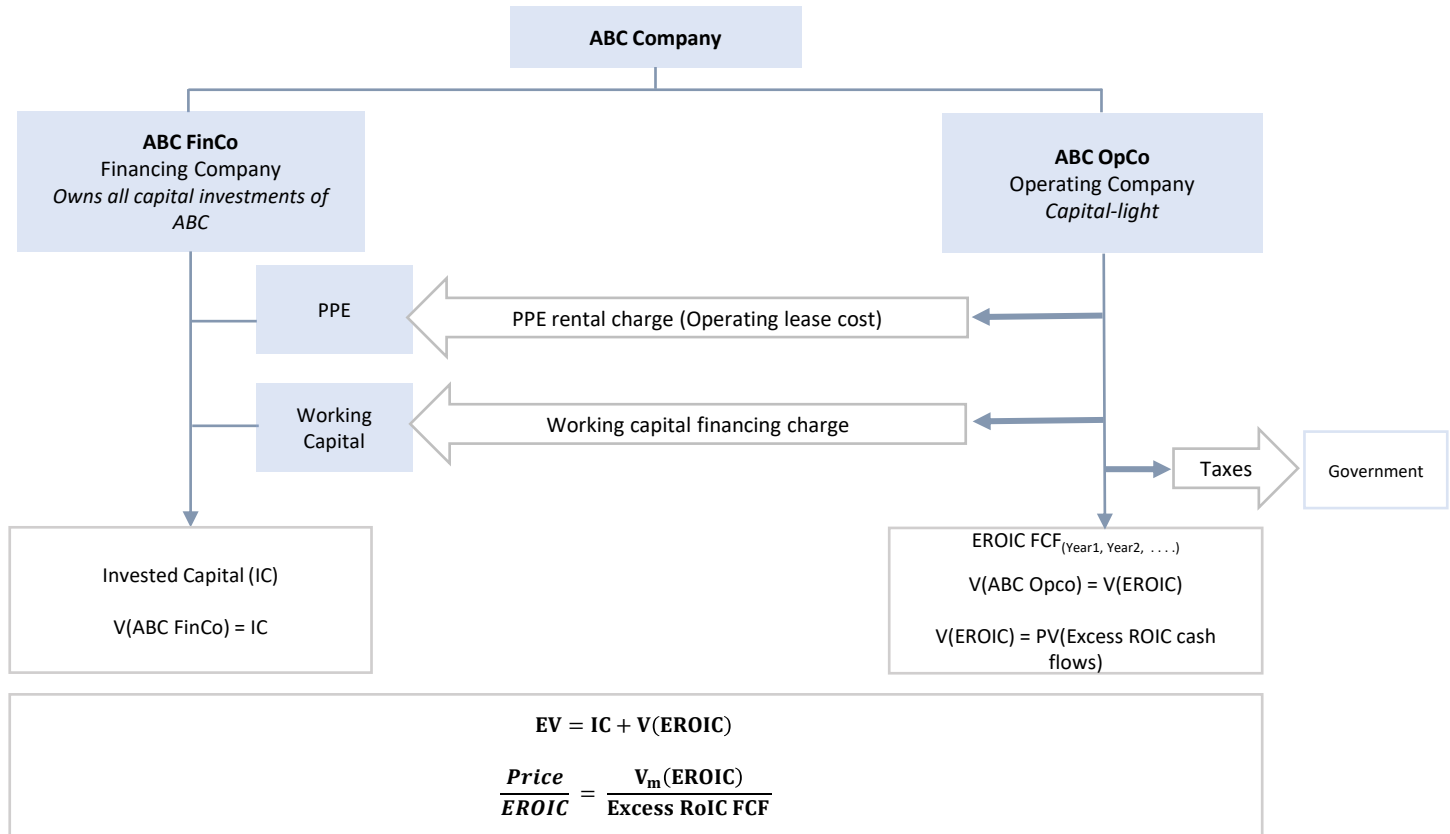 ABC Company
ABC FinCo
Financing Company
Owns all capital investments of
ABC
ABC OpCo
Operating Company
Capital-light
PPE
PPE rental charge (Operating lease cost)
Working
Capital
Working capital financing charge
Taxes
Government
Invested Capital (IC)
V(ABC FinCo) = IC
EROIC FCF(Year1, Year2, ....)
V(ABC Opco) = V(EROIC)
V(EROIC) = PV(Excess ROIC cash
flows)
EV = IC + V(EROIC)
Price / EROIC = Vm(EROIC) / Excess RoIC FCF